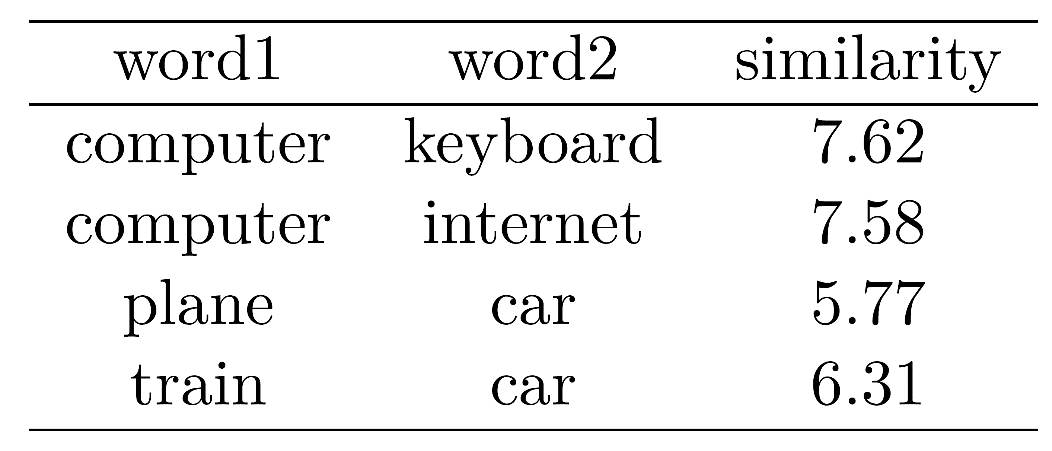 word1 word2 similarity
computer keyboard 7.62
computer internet 7.58
plane car 5.77
train car 6.31